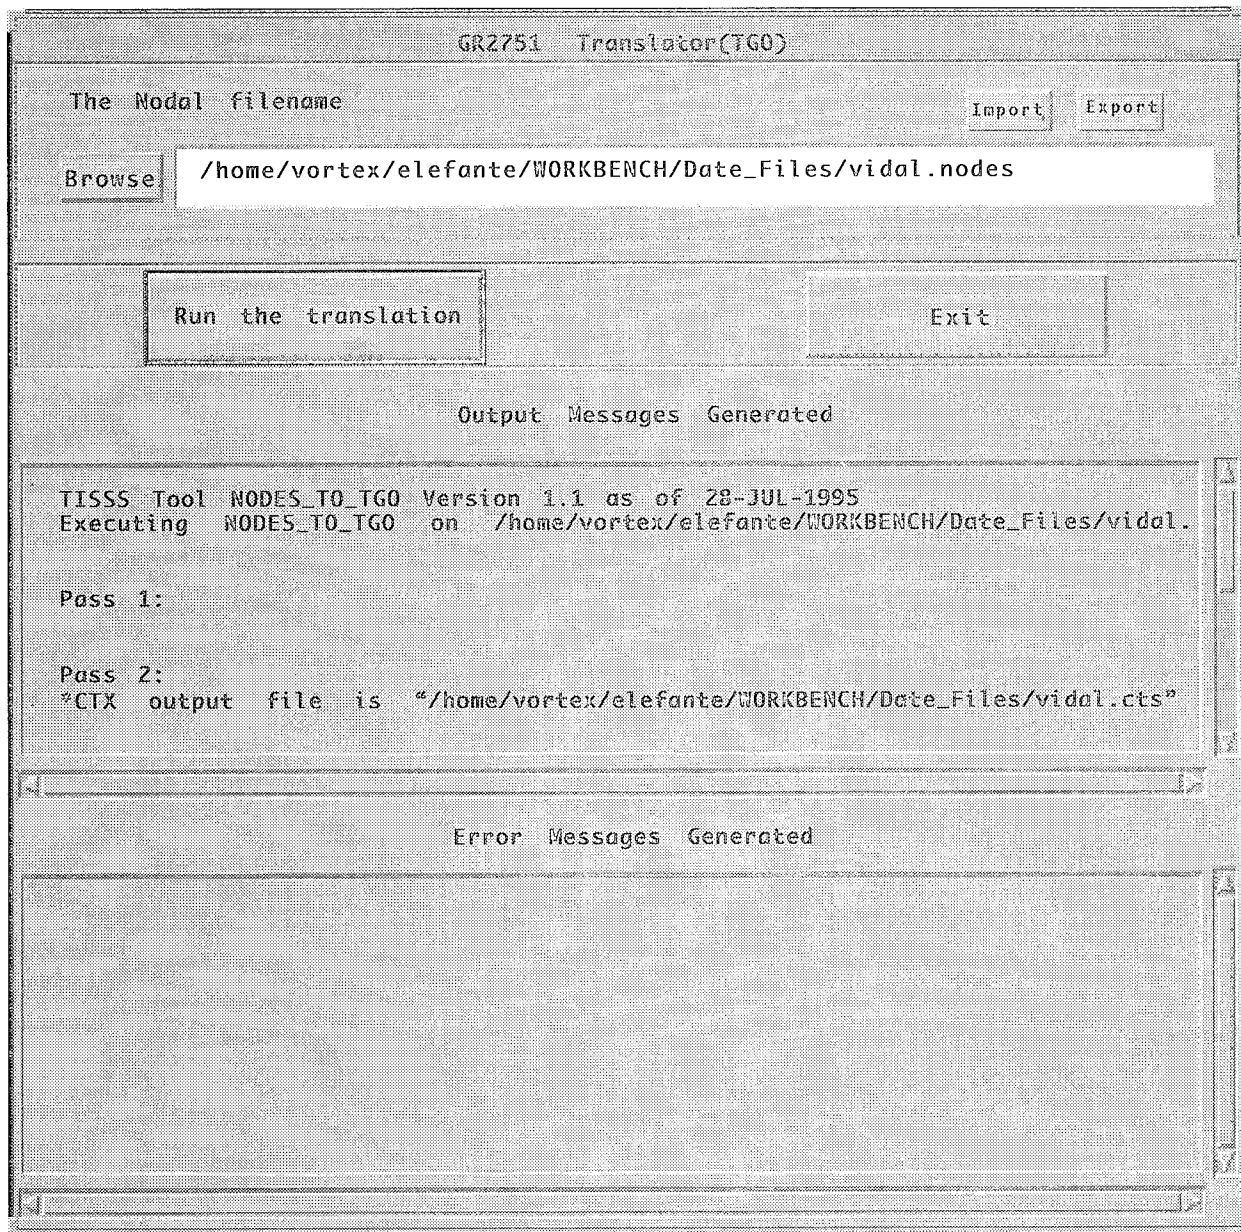 GR2751 Translator(TGO)
The Nodal filename
Import Export
Browse /home/vortex/elefante/WORKBENCH/Date_Files/vidal.nodes
Run the translation Exit
Output Messages Generated
TISSS Tool NODES_TO_TGO Version 1.1 as of 28-JUL-1995
Executing NODES_TO_TGO on /home/vortex/elefante/WORKBENCH/Date_Files/vidal.
Pass 1:
Pass 2:
*CTX output file is “/home/vortex/elefante/WORKBENCH/Date_Files/vidal.cts”
Error Messages Generated